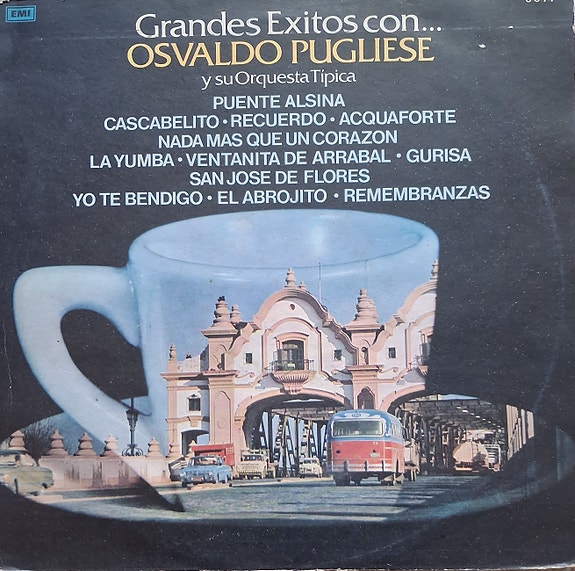 EMI
Grandes Exitos con...
OSVALDO PUGLIESE
y su Orquesta Típica
PUENTE ALSINA
CASCABELITO • RECUERDO • ACQUAFORTE
NADA MAS QUE UN CORAZON
LA YUMBA • VENTANITA DE ARRABAL • GURISA
SAN JOSE DE FLORES
YO TE BENDIGO • EL ABROJITO • REMEMBRANZAS